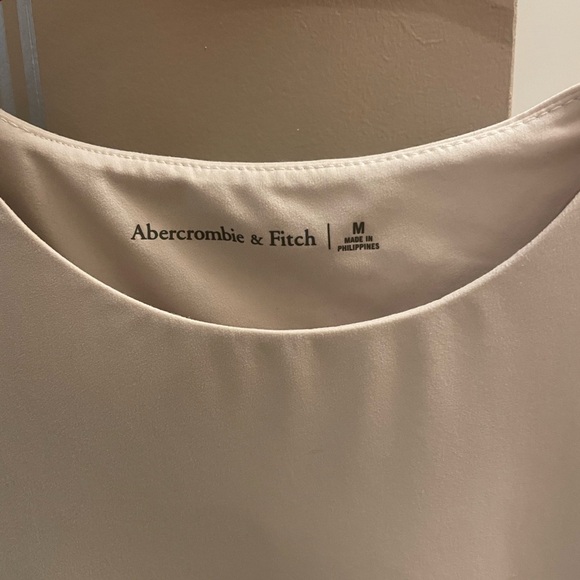 Abercrombie & Fitch | M
MADE IN
PHILIPPINES